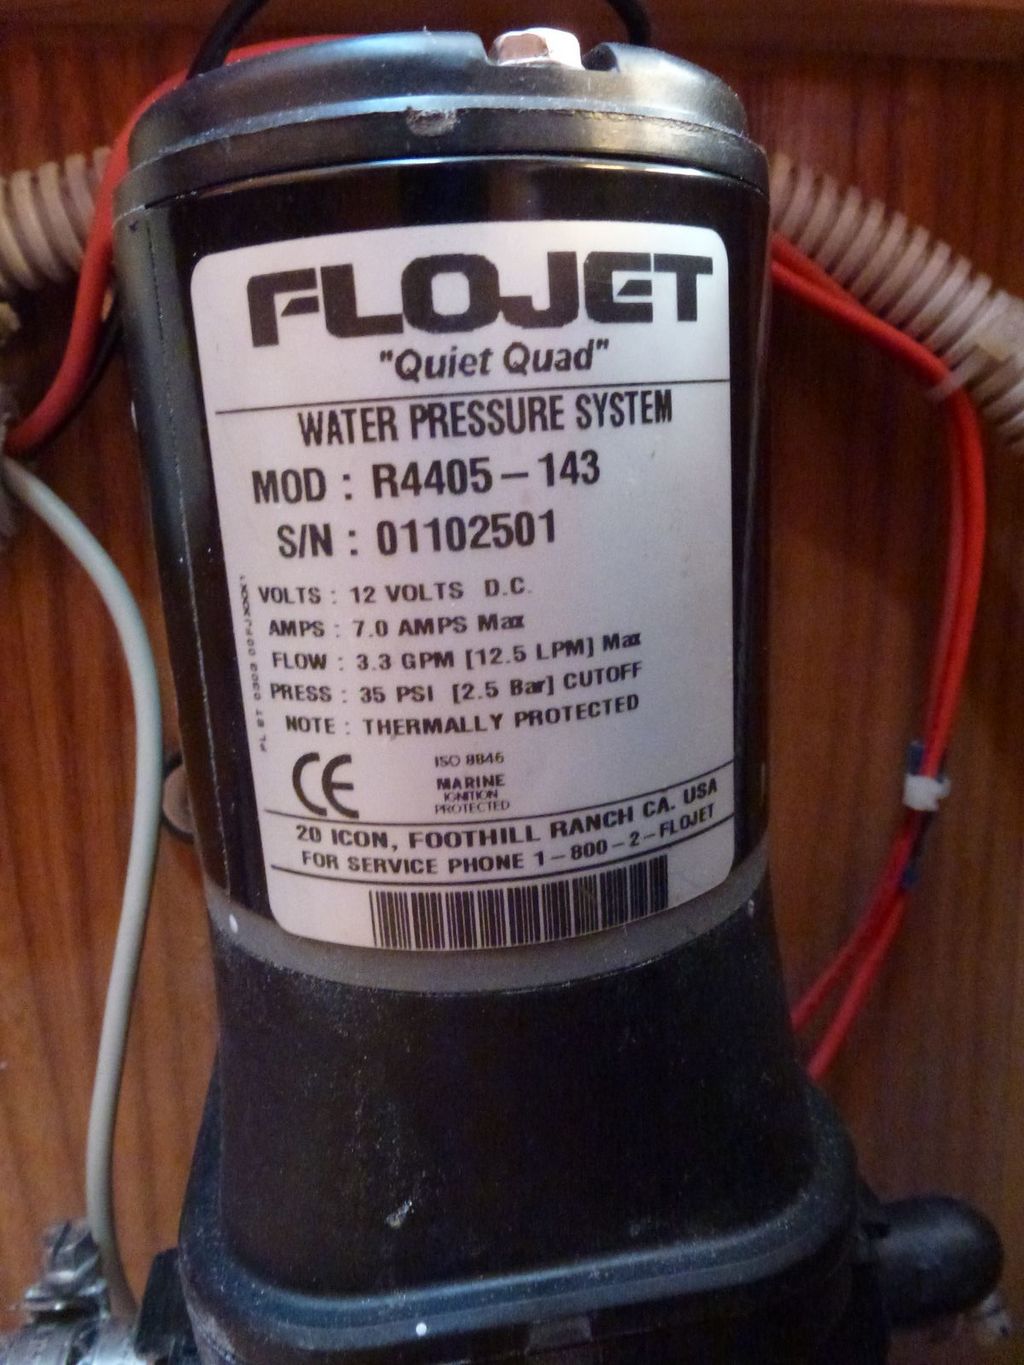 FLOJET
"Quiet Quad"
WATER PRESSURE SYSTEM
MOD : R4405-143
S/N : 01102501
VOLTS : 12 VOLTS D.C.
AMPS : 7.0 AMPS Max
FLOW : 3.3 GPM [12.5 LPM] Max
PRESS : 35 PSI [2.5 Bar] CUTOFF
NOTE : THERMALLY PROTECTED
CE
ISO 8846
MARINE
IGNITION
PROTECTED
20 ICON, FOOTHILL RANCH CA. USA
FOR SERVICE PHONE 1-800-2-FLOJET